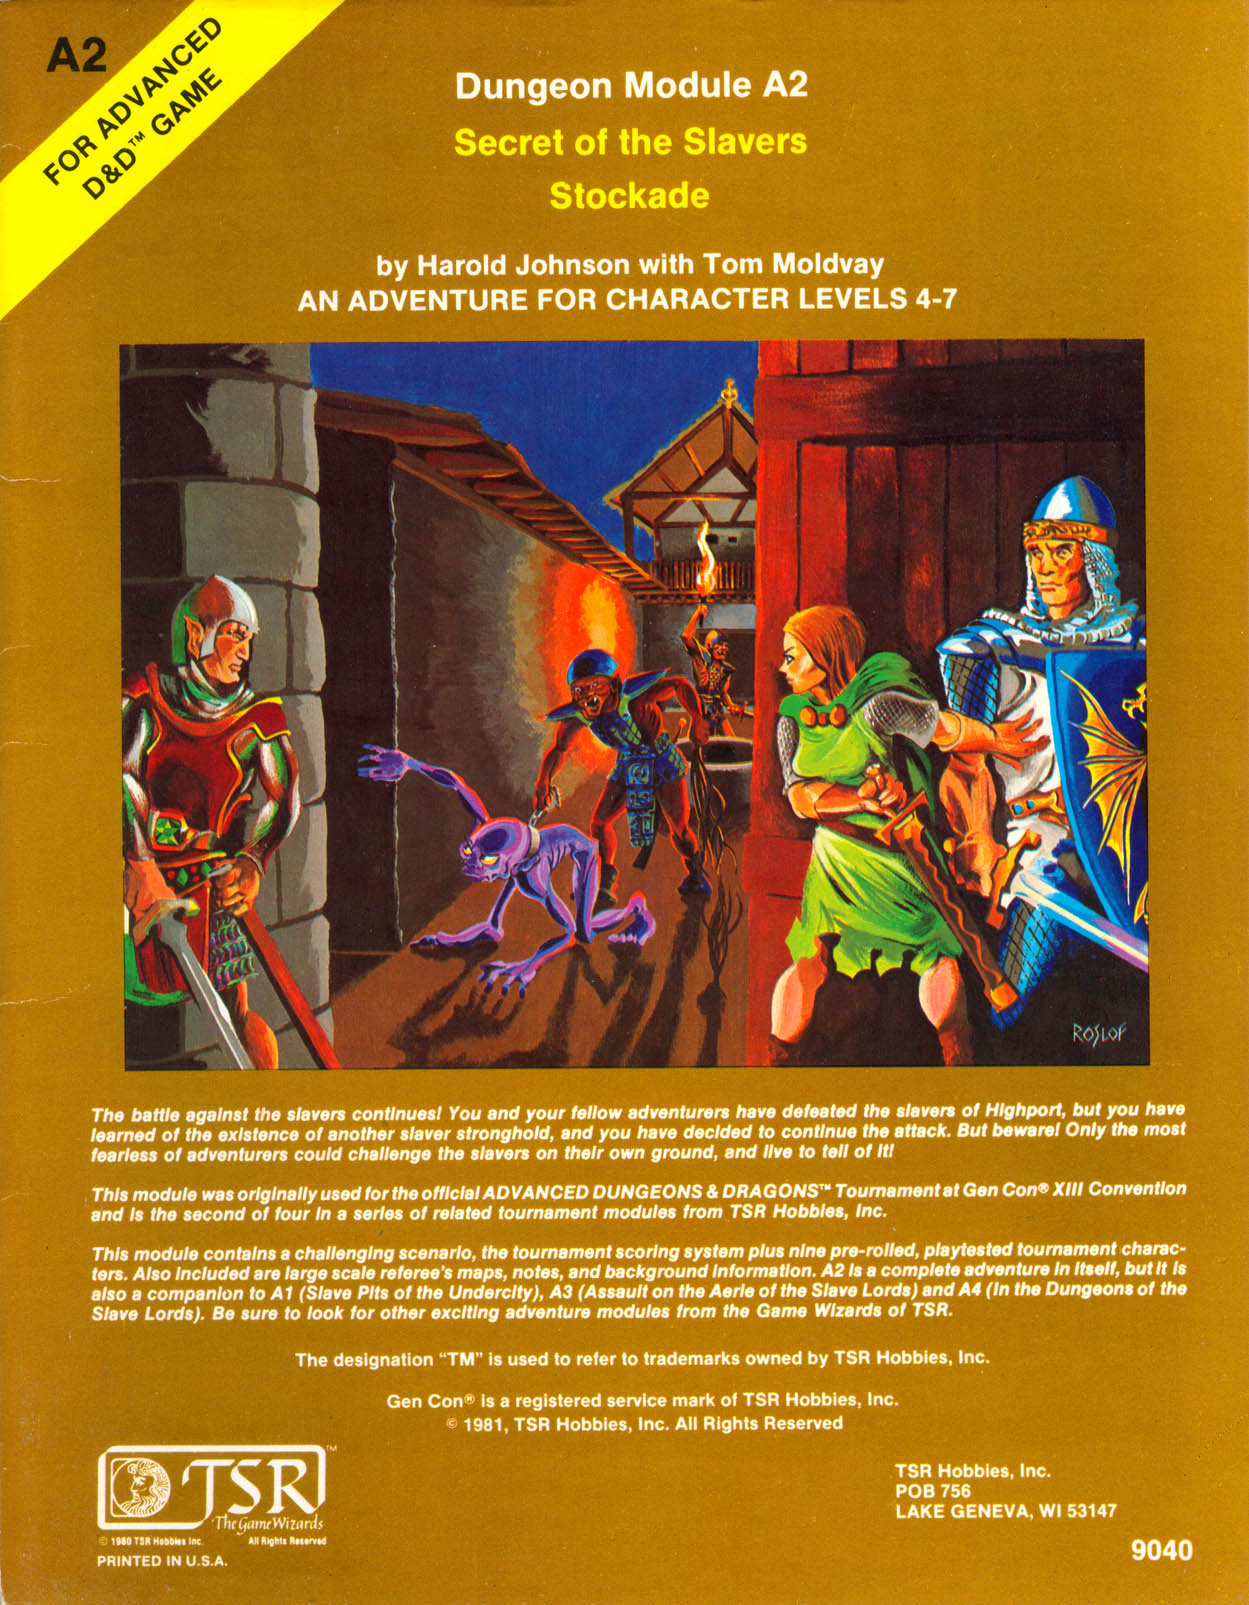 A2
FOR ADVANCED
D&D™ GAME
Dungeon Module A2
Secret of the Slavers
Stockade
by Harold Johnson with Tom Moldvay
AN ADVENTURE FOR CHARACTER LEVELS 4-7
ROSLOF
The battle against the slavers continues! You and your fellow adventurers have defeated the slavers of Highport, but you have
learned of the existence of another slaver stronghold, and you have decided to continue the attack. But beware! Only the most
fearless of adventurers could challenge the slavers on their own ground, and live to tell of it!
This module was originally used for the official ADVANCED DUNGEONS & DRAGONS™ Tournament at Gen Con® XIII Convention
and is the second of four in a series of related tournament modules from TSR Hobbies, Inc.
This module contains a challenging scenario, the tournament scoring system plus nine pre-rolled, playtested tournament charac-
ters. Also included are large scale referee's maps, notes, and background information. A2 is a complete adventure in itself, but it is
also a companion to A1 (Slave Pits of the Undercity), A3 (Assault on the Aerie of the Slave Lords) and A4 (In the Dungeons of the
Slave Lords). Be sure to look for other exciting adventure modules from the Game Wizards of TSR.
The designation “TM” is used to refer to trademarks owned by TSR Hobbies, Inc.
Gen Con® is a registered service mark of TSR Hobbies, Inc.
© 1981, TSR Hobbies, Inc. All Rights Reserved
TSR™
The Game Wizards
© 1980 TSR Hobbies Inc. All Rights Reserved
PRINTED IN U.S.A.
TSR Hobbies, Inc.
POB 756
LAKE GENEVA, WI 53147
9040